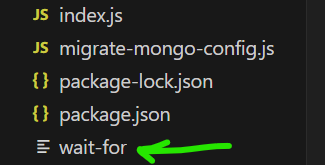 JS index.js
JS migrate-mongo-config.js
{} package-lock.json
{} package.json
wait-for